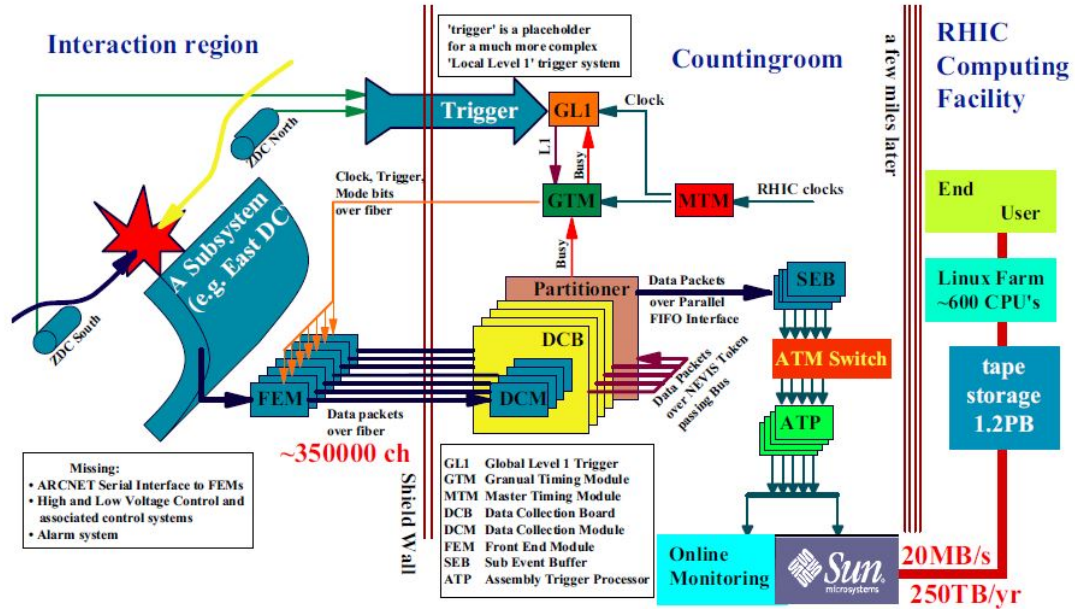 Interaction region
'trigger' is a placeholder
for a much more complex
'Local Level 1' trigger system
Countingroom
a few miles later
RHIC
Computing
Facility
ZDC North
Trigger
GL1
Clock
L1
Busy
Clock, Trigger,
Mode bits
over fiber
GTM
MTM
RHIC clocks
End
User
A Subsystem
(e.g. East DC)
Busy
Partitioner
Data Packets
over Parallel
FIFO Interface
SEB
Linux Farm
~600 CPU's
ZDC South
DCB
ATM Switch
tape
storage
1.2PB
FEM
DCM
Data Packets
over NEVIS Token
passing Bus
Data packets
over fiber
ATP
~350000 ch
Missing:
• ARCNET Serial Interface to FEMs
• High and Low Voltage Control and
associated control systems
• Alarm system
Shield Wall
GL1 Global Level 1 Trigger
GTM Granual Timing Module
MTM Master Timing Module
DCB Data Collection Board
DCM Data Collection Module
FEM Front End Module
SEB Sub Event Buffer
ATP Assembly Trigger Processor
Online
Monitoring
Sun
microsystems
20MB/s
250TB/yr